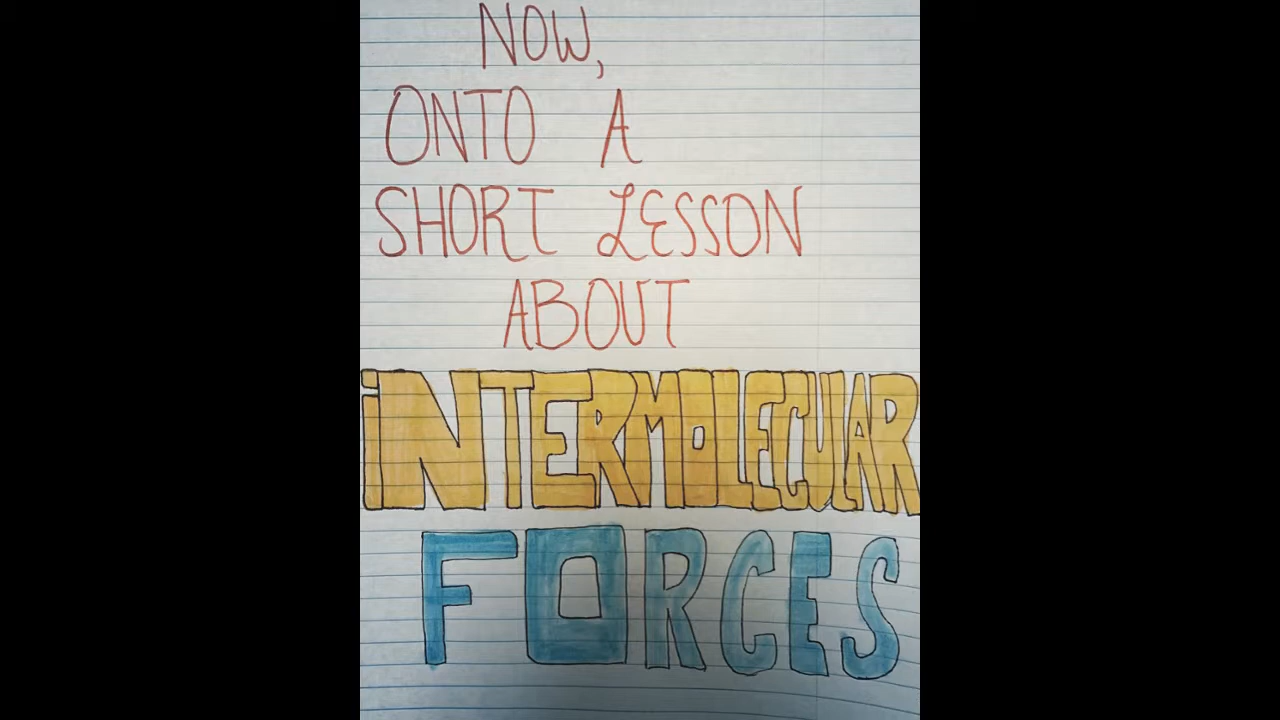 NOW,
ONTO A
SHORT LESSON
ABOUT
iNTERMOLECULAR
FORCES